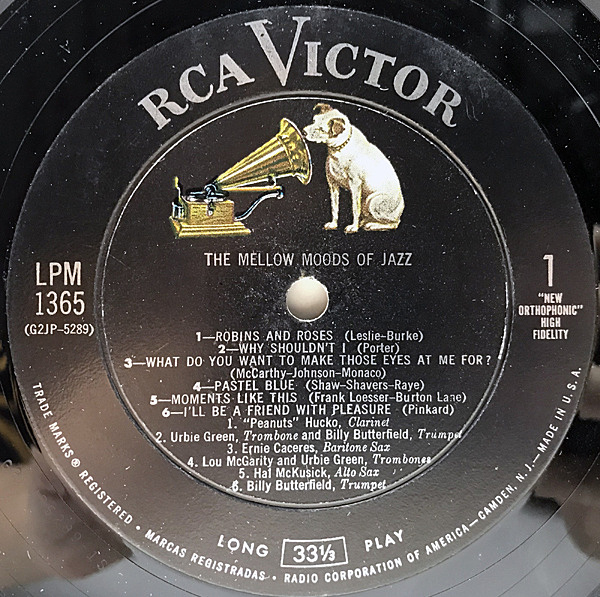 RCA VICTOR
THE MELLOW MOODS OF JAZZ
LPM
1365
(G2JP-5289)
1
"NEW
ORTHOPHONIC"
HIGH
FIDELITY
1—ROBINS AND ROSES (Leslie-Burke)
2—WHY SHOULDN'T I (Porter)
3—WHAT DO YOU WANT TO MAKE THOSE EYES AT ME FOR?
(McCarthy-Johnson-Monaco)
4—PASTEL BLUE (Shaw-Shavers-Raye)
5—MOMENTS LIKE THIS (Frank Loesser-Burton Lane)
6—I'LL BE A FRIEND WITH PLEASURE (Pinkard)
1. "Peanuts" Hucko, Clarinet
2. Urbie Green, Trombone and Billy Butterfield, Trumpet
3. Ernie Caceres, Baritone Sax
4. Lou McGarity and Urbie Green, Trombones
5. Hal McKusick, Alto Sax
6. Billy Butterfield, Trumpet
LONG 33⅓ PLAY
TRADE MARKS ® REGISTERED • MARCAS REGISTRADAS • RADIO CORPORATION OF AMERICA—CAMDEN, N.J.—MADE IN U.S.A.